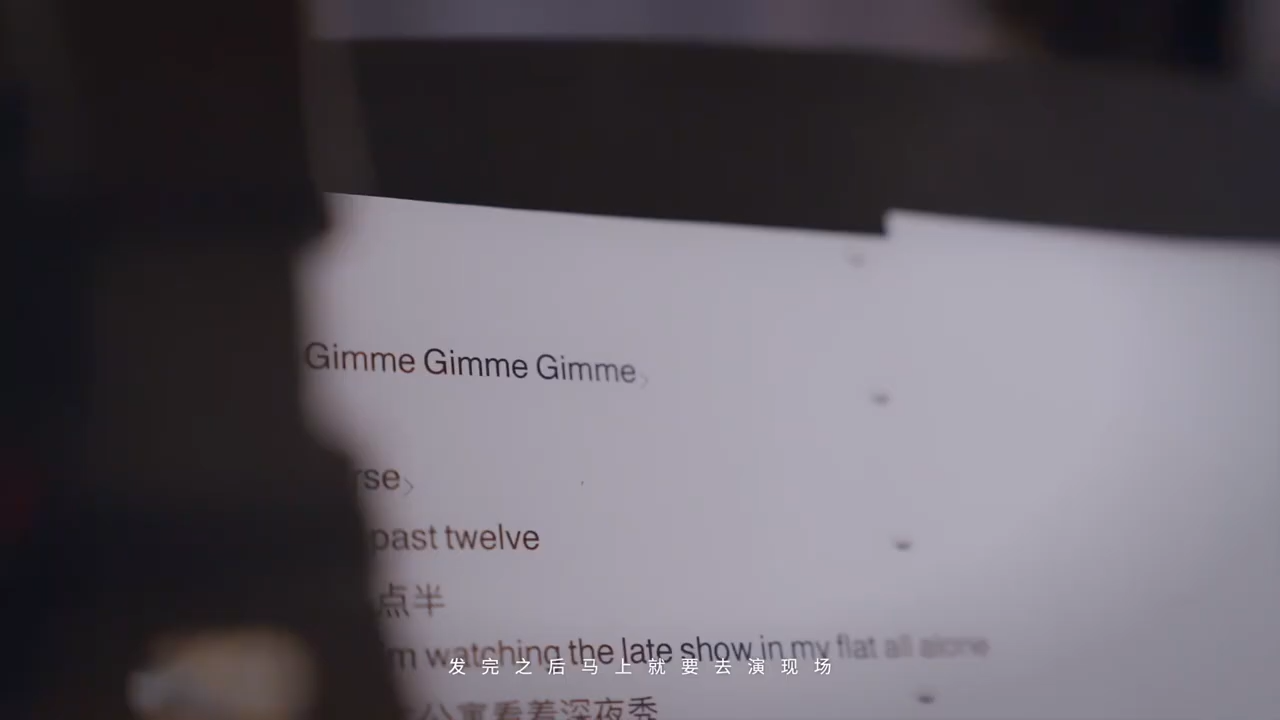 Gimme Gimme Gimme
rse
past twelve
点半
m watching the late show in my flat all alone
发完之后马上就要去演现场
公寓看着深夜秀